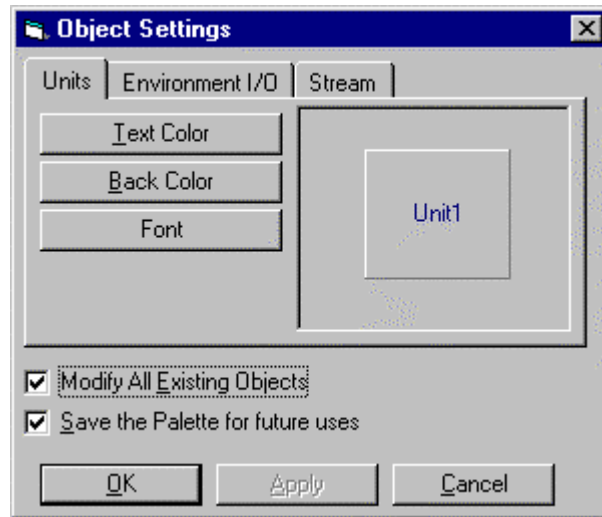 Object Settings
Units Environment I/O Stream
Text Color
Back Color
Font
Unit1
Modify All Existing Objects
Save the Palette for future uses
OK Apply Cancel